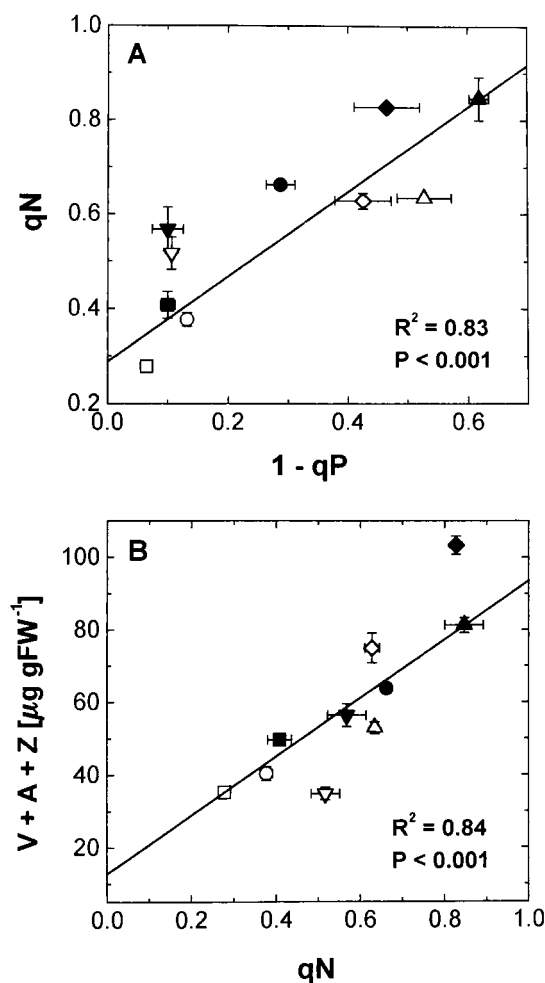 A
1.0
0.8
0.6
0.4
0.2
qN
R² = 0.83
P < 0.001
0.0 0.2 0.4 0.6
1 - qP
B
100
80
60
40
20
V + A + Z [µg gFW⁻¹]
R² = 0.84
P < 0.001
0.0 0.2 0.4 0.6 0.8 1.0
qN